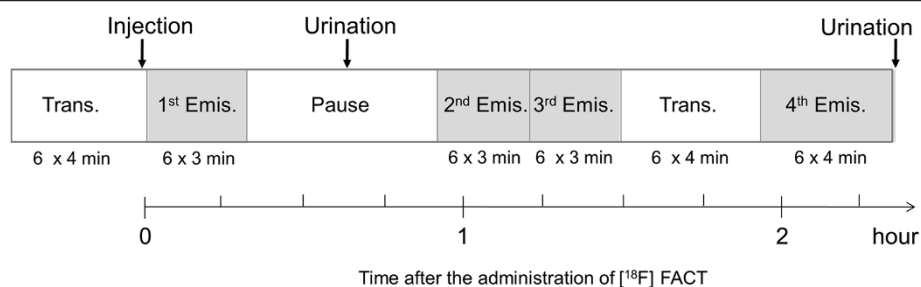 Injection Urination Urination
Trans. 1st Emis. Pause 2nd Emis. 3rd Emis. Trans. 4th Emis.
6 x 4 min 6 x 3 min 6 x 3 min 6 x 3 min 6 x 4 min 6 x 4 min
0 1 2 hour
Time after the administration of [18F] FACT